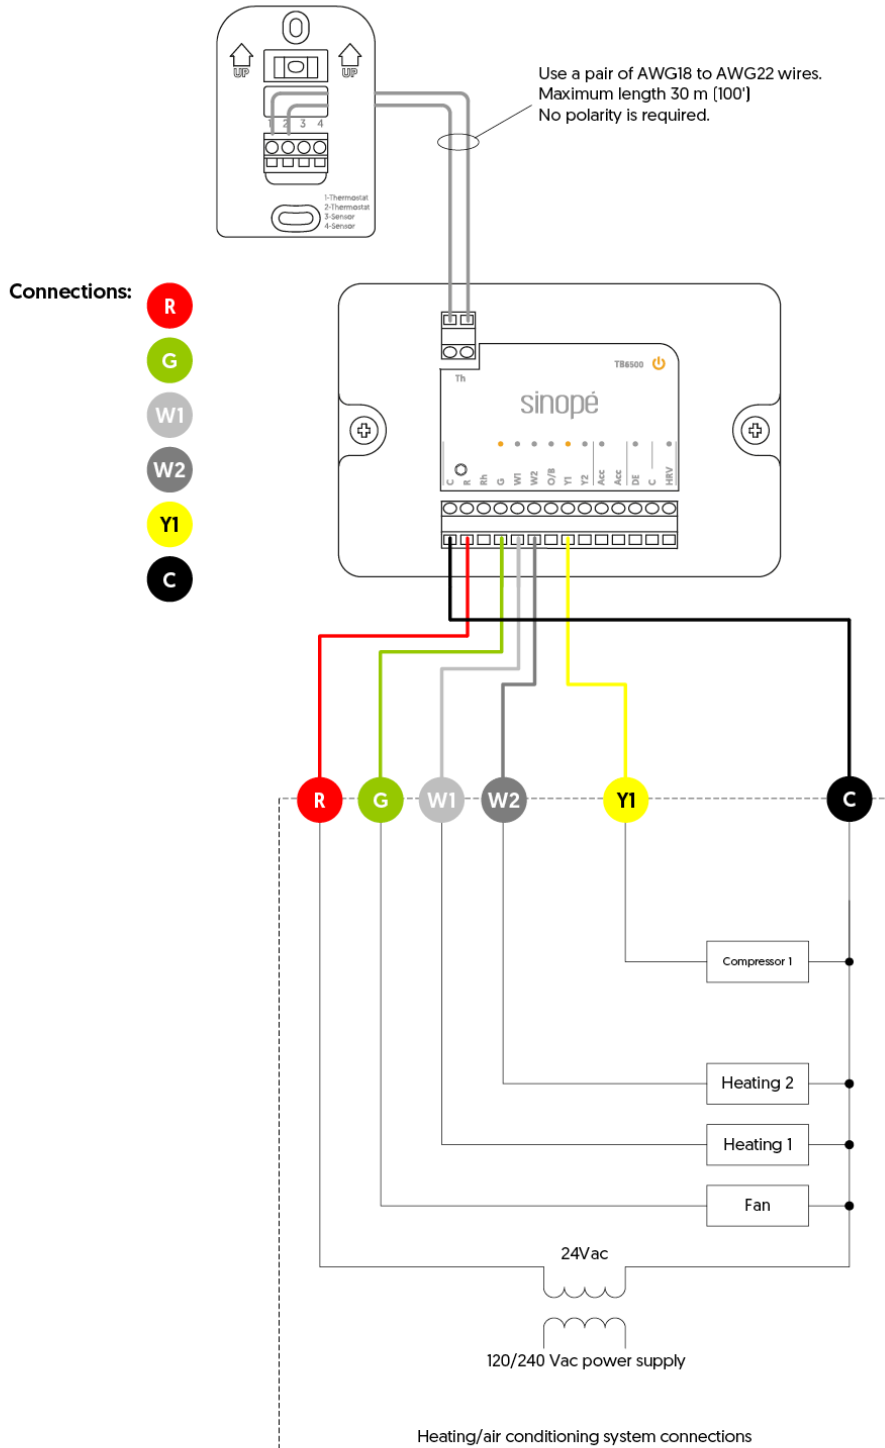 UP
UP
1 2 3 4
1-Thermostat
2-Thermostat
3-Sensor
4-Sensor
Use a pair of AWG18 to AWG22 wires.
Maximum length 30 m (100')
No polarity is required.
Connections:
R
G
W1
W2
Y1
C
Th
TB6500
sinopé
C R Rh G W1 W2 O/B Y1 Y2 Acc Acc DE C HRV
R G W1 W2 Y1 C
Compressor 1
Heating 2
Heating 1
Fan
24Vac
120/240 Vac power supply
Heating/air conditioning system connections